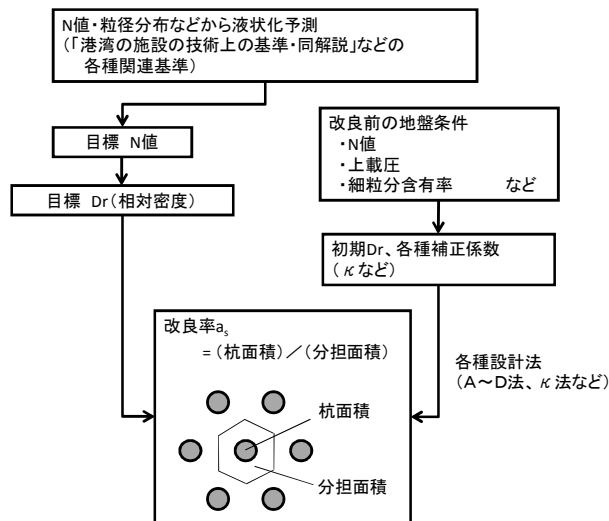 N値・粒径分布などから液状化予測
（「港湾の施設の技術上の基準・同解説」などの
各種関連基準）
目標 N値
目標 Dr（相対密度）
改良前の地盤条件
・N値
・上載圧
・細粒分含有率 など
初期Dr、各種補正係数
（κなど）
各種設計法
（A～D法、κ法など）
改良率as
＝（杭面積）／（分担面積）
杭面積
分担面積